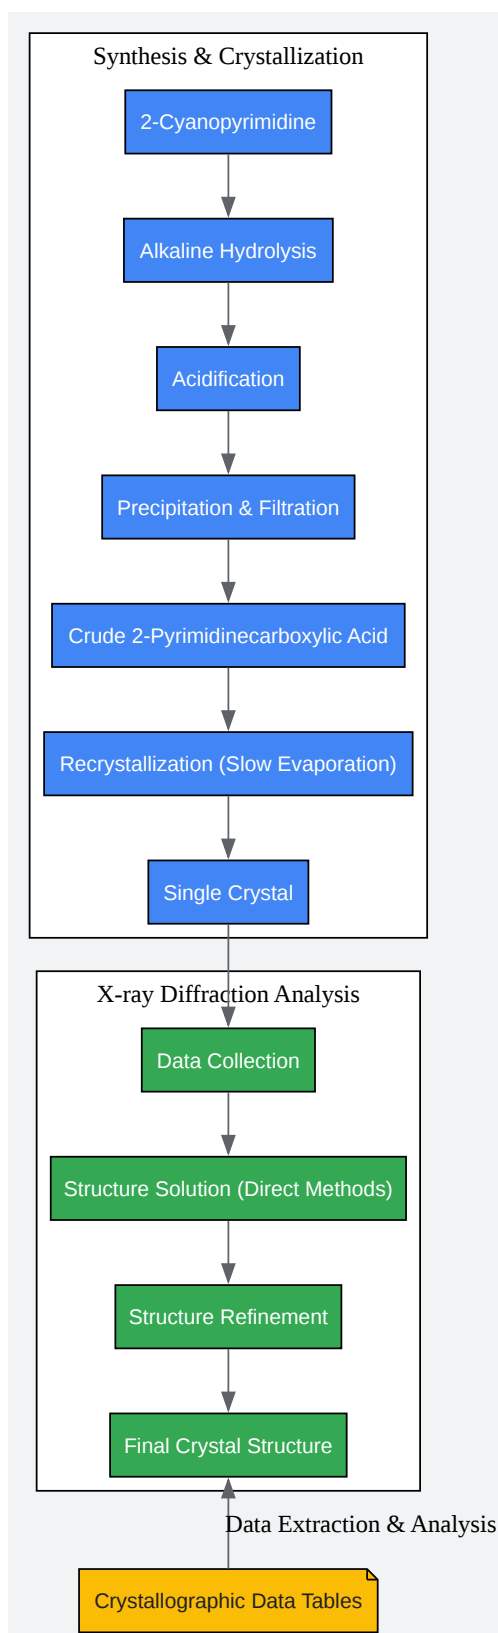 Synthesis & Crystallization
2-Cyanopyrimidine
Alkaline Hydrolysis
Acidification
Precipitation & Filtration
Crude 2-Pyrimidinecarboxylic Acid
Recrystallization (Slow Evaporation)
Single Crystal
X-ray Diffraction Analysis
Data Collection
Structure Solution (Direct Methods)
Structure Refinement
Final Crystal Structure
Data Extraction & Analysis
Crystallographic Data Tables